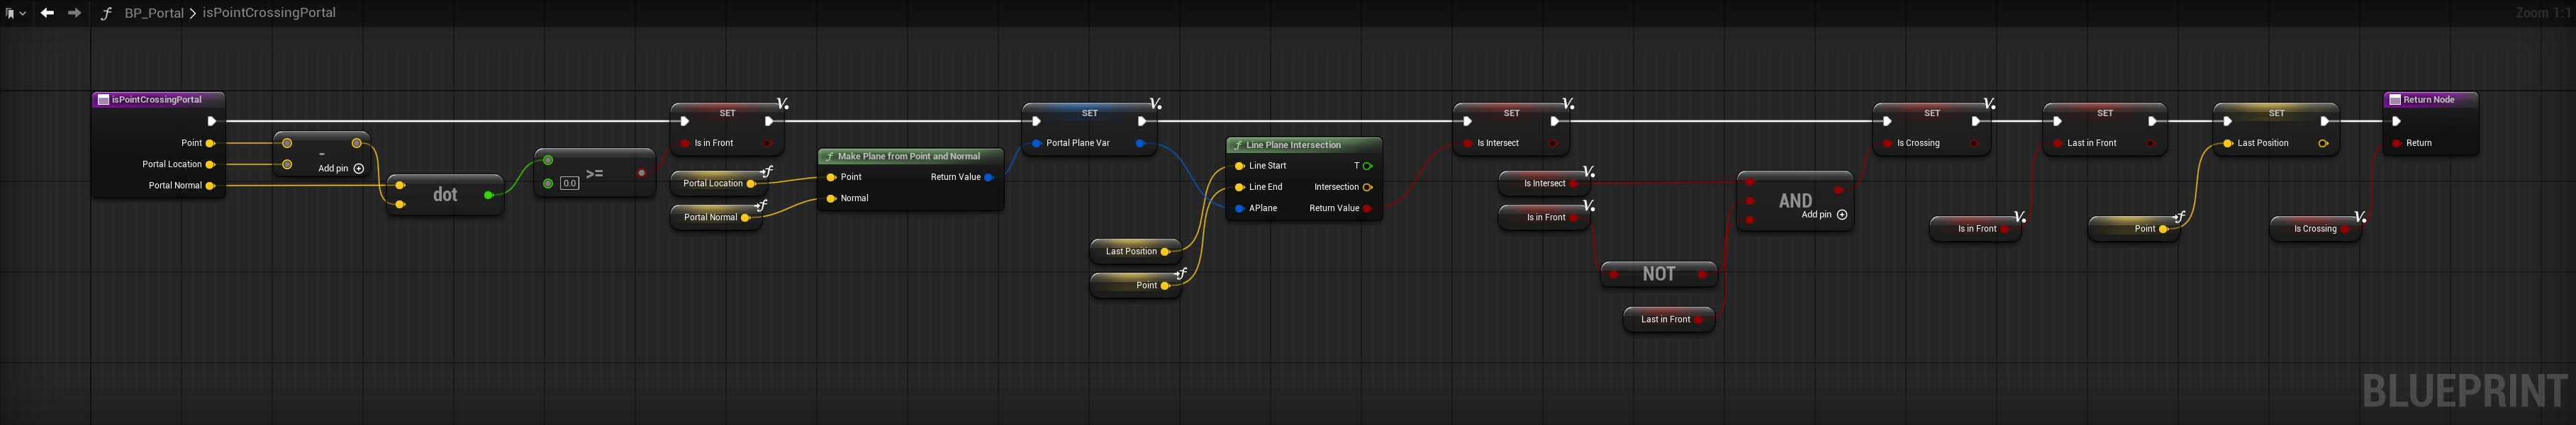 BP_Portal > isPointCrossingPortal
Zoom 1:1
isPointCrossingPortal
Point
Portal Location
Portal Normal
-
Add pin
dot
0.0
>=
SET
Is in Front
Portal Location
Portal Normal
Make Plane from Point and Normal
Point
Normal
Return Value
SET
Portal Plane Var
Last Position
Point
Line Plane Intersection
Line Start
Line End
APlane
T
Intersection
Return Value
SET
Is Intersect
Is Intersect
Is in Front
NOT
Last in Front
AND
Add pin
SET
Is Crossing
SET
Last in Front
Is in Front
SET
Last Position
Point
Is Crossing
Return Node
Return
BLUEPRINT